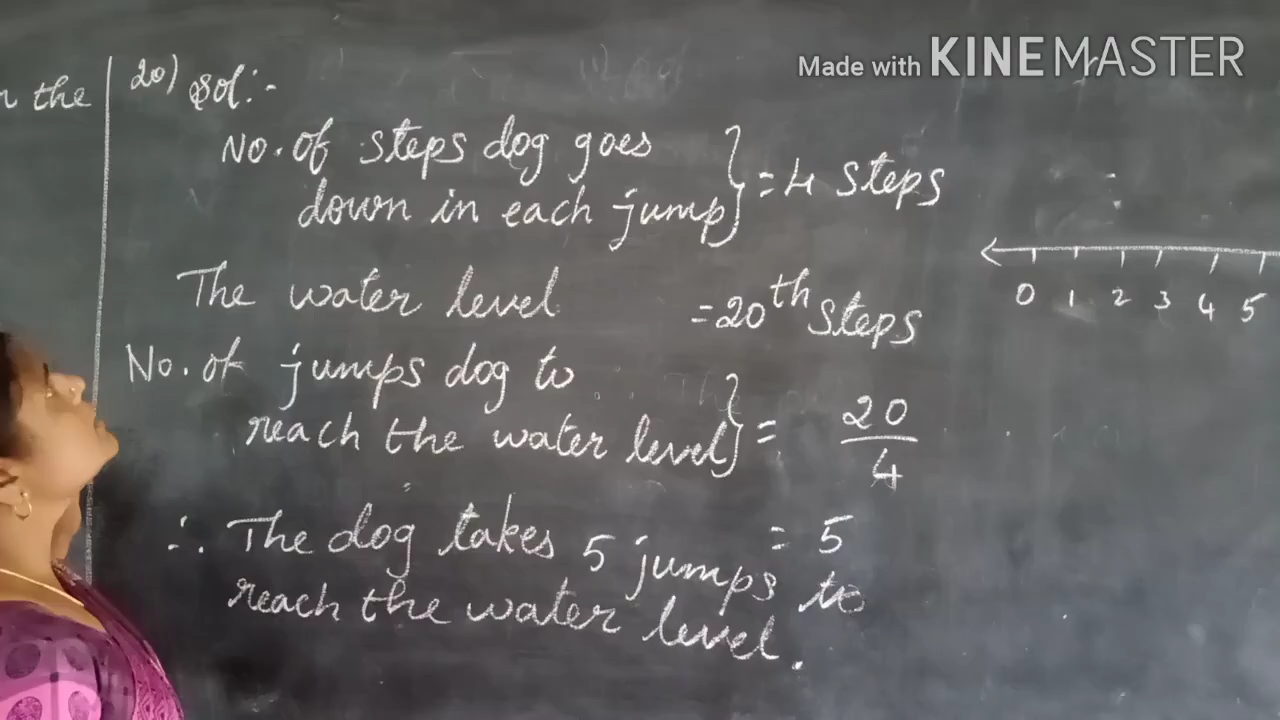 Made with KINEMASTER
n the
20) Sol:-
No. of steps dog goes
down in each jump } = 4 steps
The water level = 20th steps
No. of jumps dog to
reach the water level } = 20/4
= 5
∴ The dog takes 5 jumps to
reach the water level.
0 1 2 3 4 5